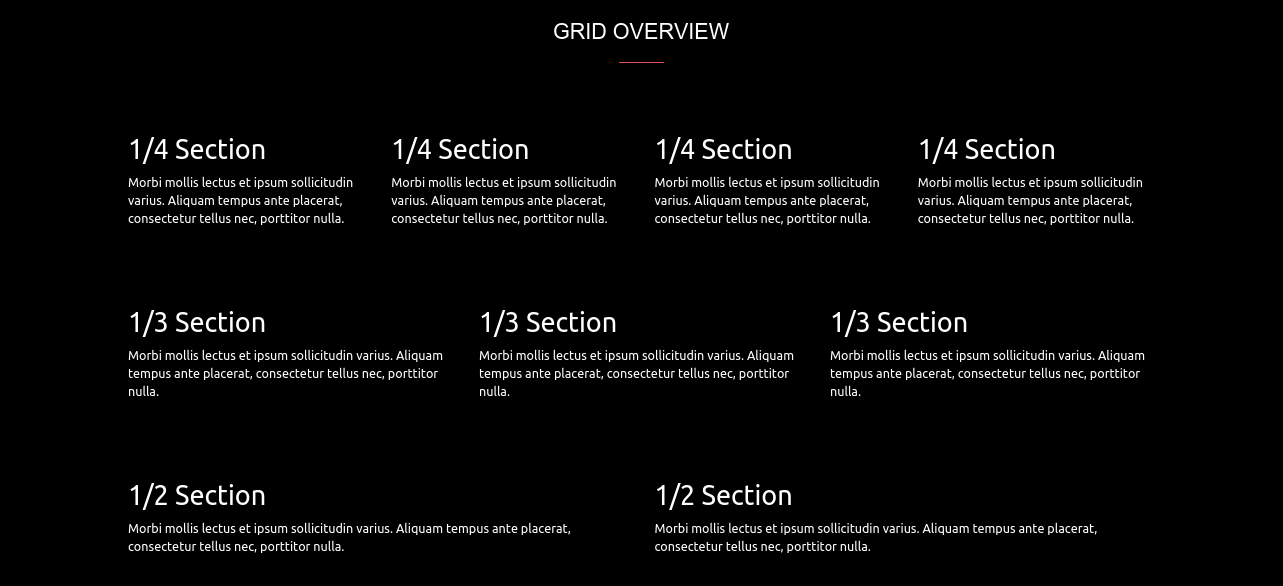 GRID OVERVIEW
1/4 Section
Morbi mollis lectus et ipsum sollicitudin
varius. Aliquam tempus ante placerat,
consectetur tellus nec, porttitor nulla.
1/4 Section
Morbi mollis lectus et ipsum sollicitudin
varius. Aliquam tempus ante placerat,
consectetur tellus nec, porttitor nulla.
1/4 Section
Morbi mollis lectus et ipsum sollicitudin
varius. Aliquam tempus ante placerat,
consectetur tellus nec, porttitor nulla.
1/4 Section
Morbi mollis lectus et ipsum sollicitudin
varius. Aliquam tempus ante placerat,
consectetur tellus nec, porttitor nulla.
1/3 Section
Morbi mollis lectus et ipsum sollicitudin varius. Aliquam
tempus ante placerat, consectetur tellus nec, porttitor
nulla.
1/3 Section
Morbi mollis lectus et ipsum sollicitudin varius. Aliquam
tempus ante placerat, consectetur tellus nec, porttitor
nulla.
1/3 Section
Morbi mollis lectus et ipsum sollicitudin varius. Aliquam
tempus ante placerat, consectetur tellus nec, porttitor
nulla.
1/2 Section
Morbi mollis lectus et ipsum sollicitudin varius. Aliquam tempus ante placerat,
consectetur tellus nec, porttitor nulla.
1/2 Section
Morbi mollis lectus et ipsum sollicitudin varius. Aliquam tempus ante placerat,
consectetur tellus nec, porttitor nulla.